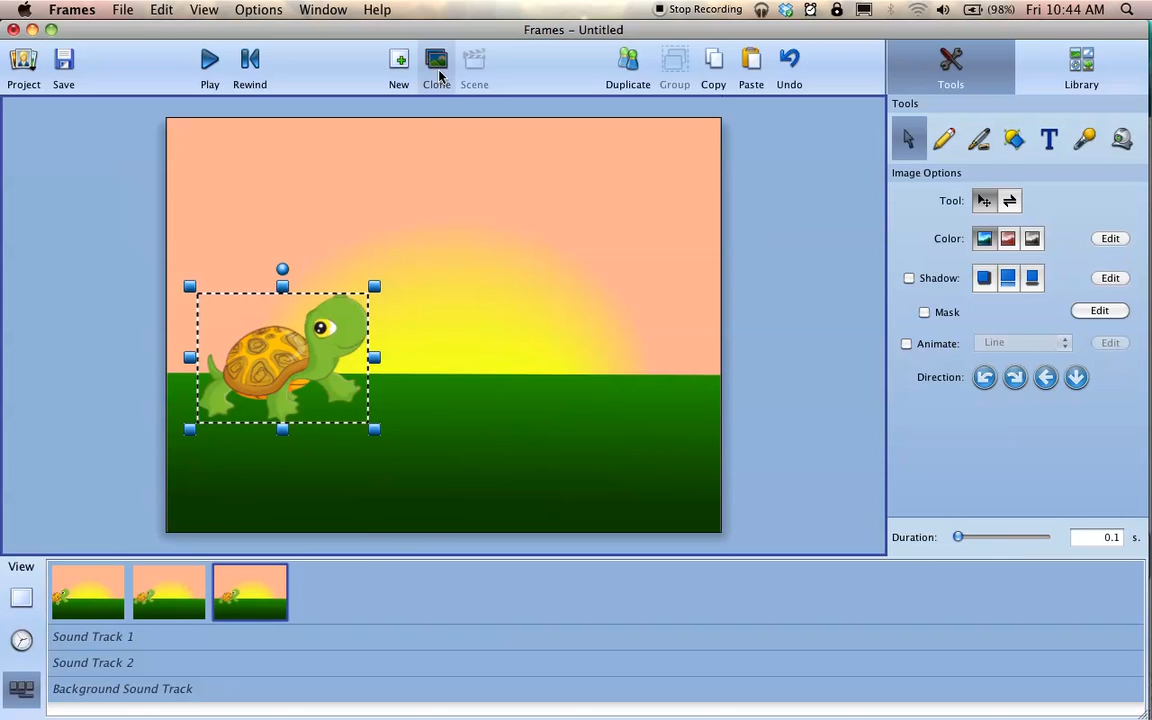 Frames File Edit View Options Window Help Stop Recording (98%) Fri 10:44 AM
Frames – Untitled
Project Save Play Rewind New Clone Scene Duplicate Group Copy Paste Undo Tools Library
Tools
T
Image Options
Tool:
Color: Edit
Shadow: Edit
Mask Edit
Animate: Line Edit
Direction:
Duration: 0.1 s.
View
Sound Track 1
Sound Track 2
Background Sound Track